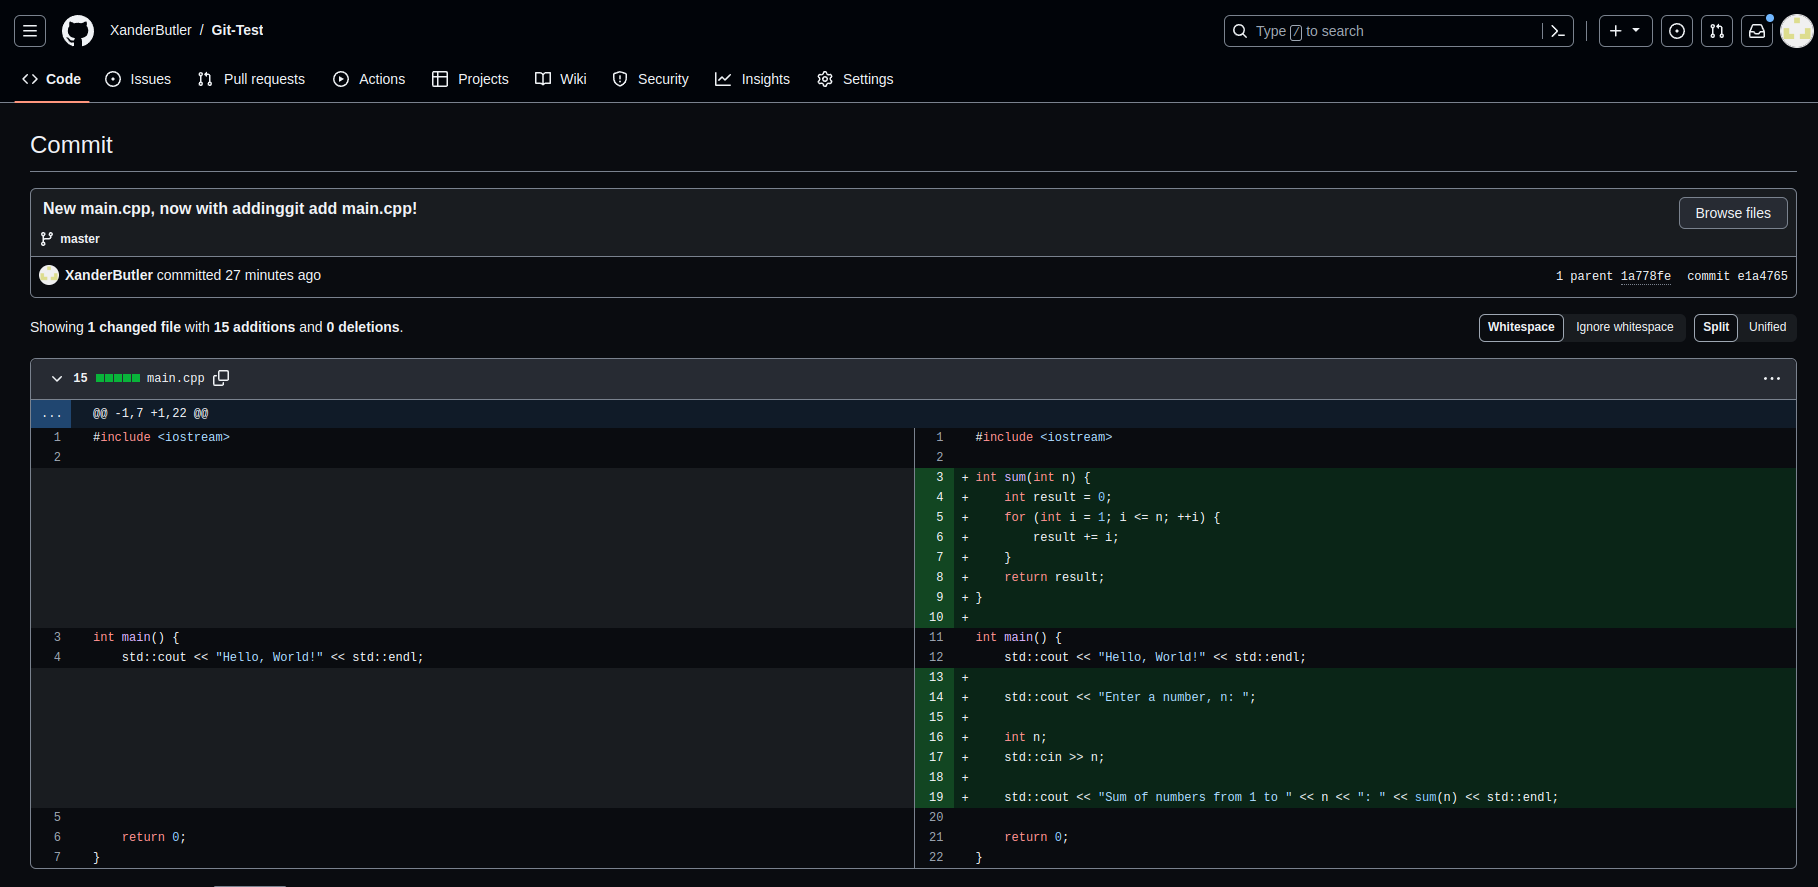 XanderButler / Git-Test
Type / to search
Code Issues Pull requests Actions Projects Wiki Security Insights Settings
Commit
New main.cpp, now with addinggit add main.cpp!
Browse files
master
XanderButler committed 27 minutes ago
1 parent 1a778fe commit e1a4765
Showing 1 changed file with 15 additions and 0 deletions.
Whitespace Ignore whitespace Split Unified
15 main.cpp
... @@ -1,7 +1,22 @@
1 #include <iostream> 1 #include <iostream>
2 2
3 + int sum(int n) {
4 + int result = 0;
5 + for (int i = 1; i <= n; ++i) {
6 + result += i;
7 + }
8 + return result;
9 + }
10 +
3 int main() { 11 int main() {
4 std::cout << "Hello, World!" << std::endl; 12 std::cout << "Hello, World!" << std::endl;
13 +
14 + std::cout << "Enter a number, n: ";
15 +
16 + int n;
17 + std::cin >> n;
18 +
19 + std::cout << "Sum of numbers from 1 to " << n << ": " << sum(n) << std::endl;
5 20
6 return 0; 21 return 0;
7 } 22 }